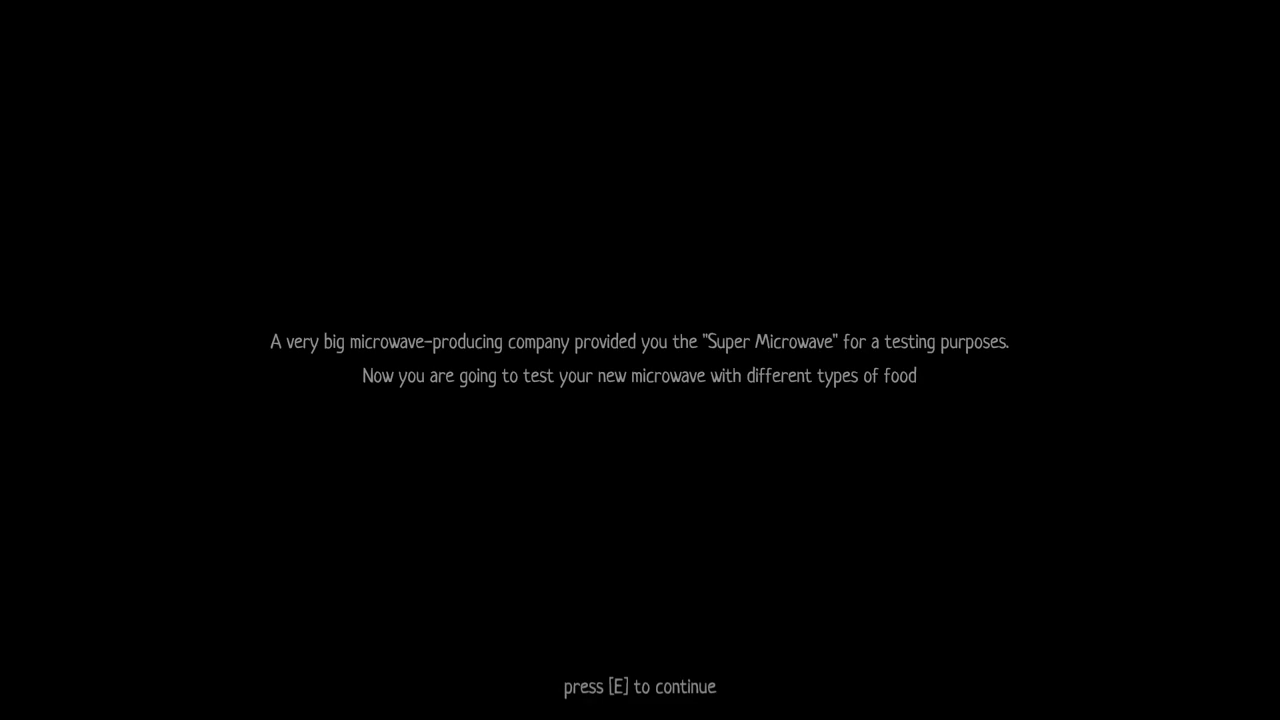 A very big microwave-producing company provided you the "Super Microwave" for a testing purposes.
Now you are going to test your new microwave with different types of food
press [E] to continue